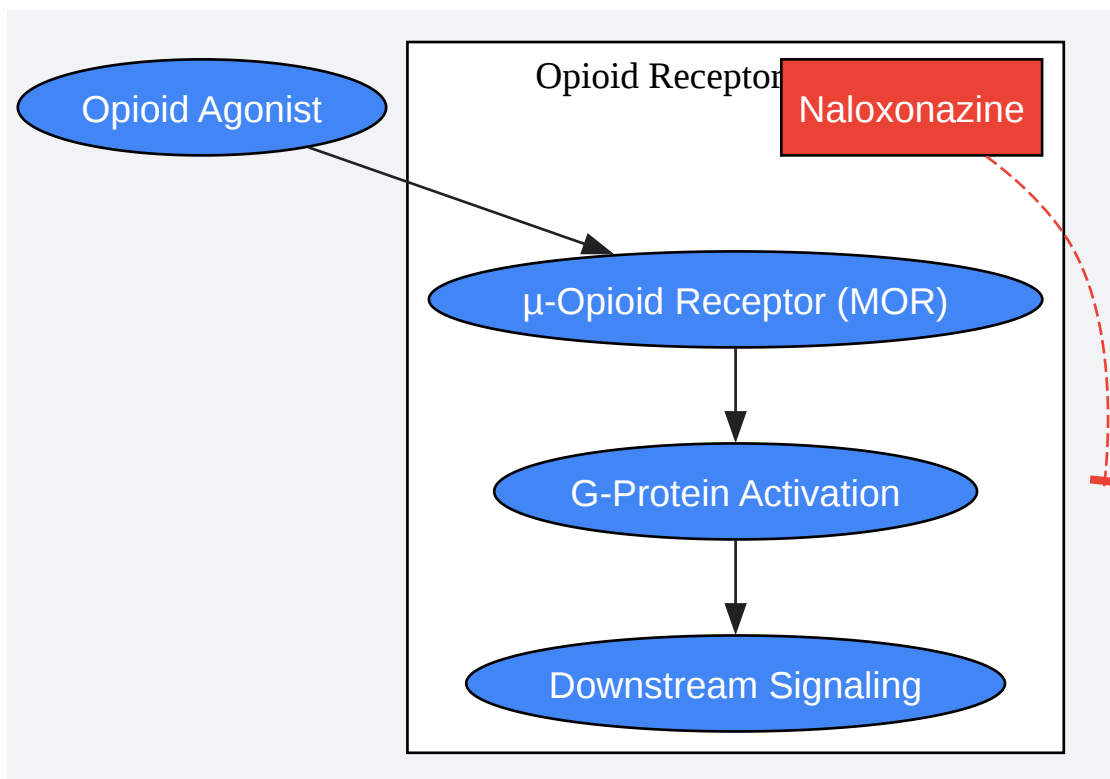 Opioid Receptor
Naloxonazine
Opioid Agonist
µ-Opioid Receptor (MOR)
G-Protein Activation
Downstream Signaling